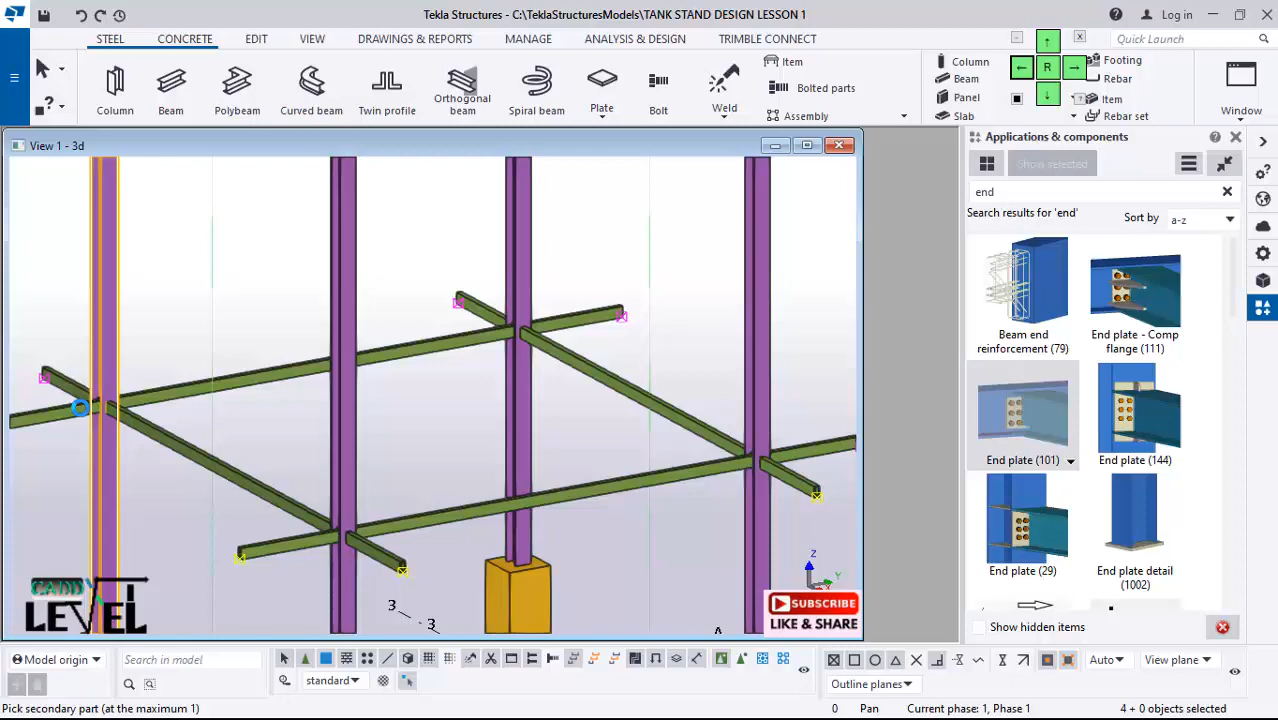 Tekla Structures - C:\TeklaStructuresModels\TANK STAND DESIGN LESSON 1
Log in
STEEL CONCRETE EDIT VIEW DRAWINGS & REPORTS MANAGE ANALYSIS & DESIGN TRIMBLE CONNECT
Quick Launch
Column Beam Polybeam Curved beam Twin profile Orthogonal beam Spiral beam Plate Bolt Weld
Item
Bolted parts
Assembly
Column
Beam
Panel
Slab
R
Footing
Rebar
Item
Rebar set
Window
View 1 - 3d
Applications & components
Show selected
end
Search results for 'end'
Sort by
a-z
Beam end reinforcement (79)
End plate - Comp flange (111)
End plate (101)
End plate (144)
End plate (29)
End plate detail (1002)
Show hidden items
3
3
A
Z
Y
CADD
LEVEL
SUBSCRIBE
LIKE & SHARE
Model origin
Search in model
standard
Auto
View plane
Outline planes
Pick secondary part (at the maximum 1)
0
Pan
Current phase: 1, Phase 1
4 + 0 objects selected